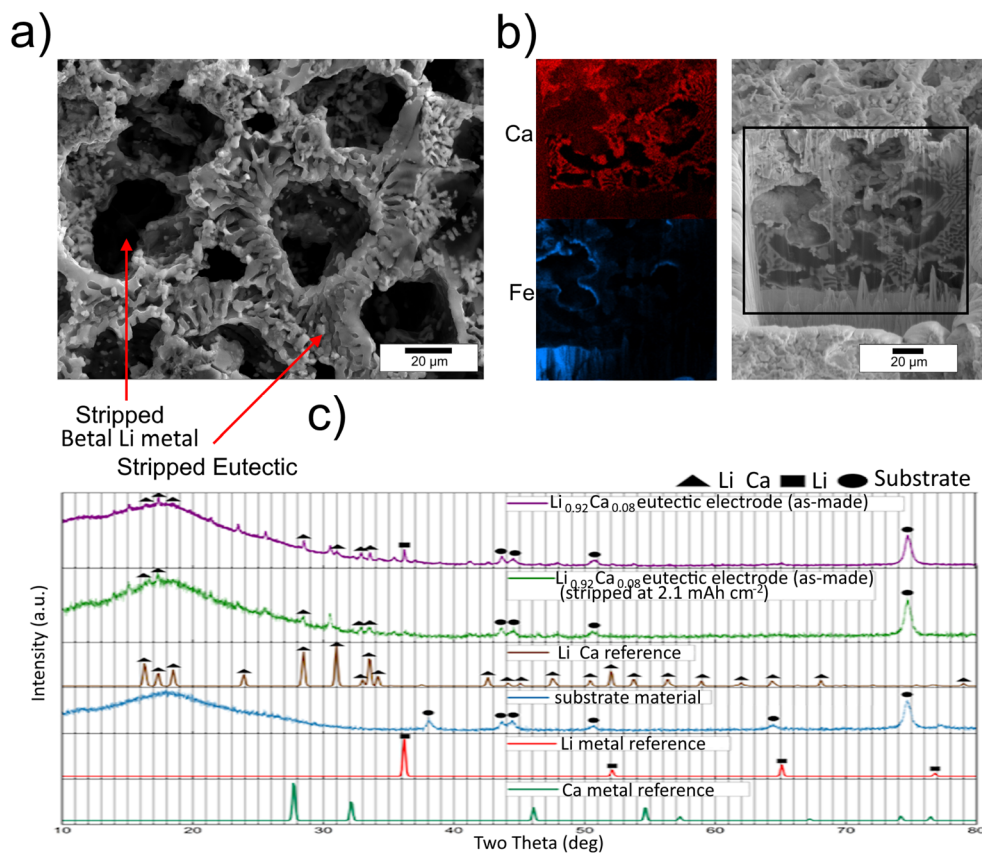 a)
b)
Ca
Fe
20 µm
20 µm
Stripped
Betal Li metal
Stripped Eutectic
c)
Li Ca Li Substrate
Li0.92Ca0.08 eutectic electrode (as-made)
Li0.92Ca0.08 eutectic electrode (as-made)
(stripped at 2.1 mAh cm-2)
Li Ca reference
substrate material
Li metal reference
Ca metal reference
Intensity (a.u.)
10 20 30 40 50 60 70 80
Two Theta (deg)